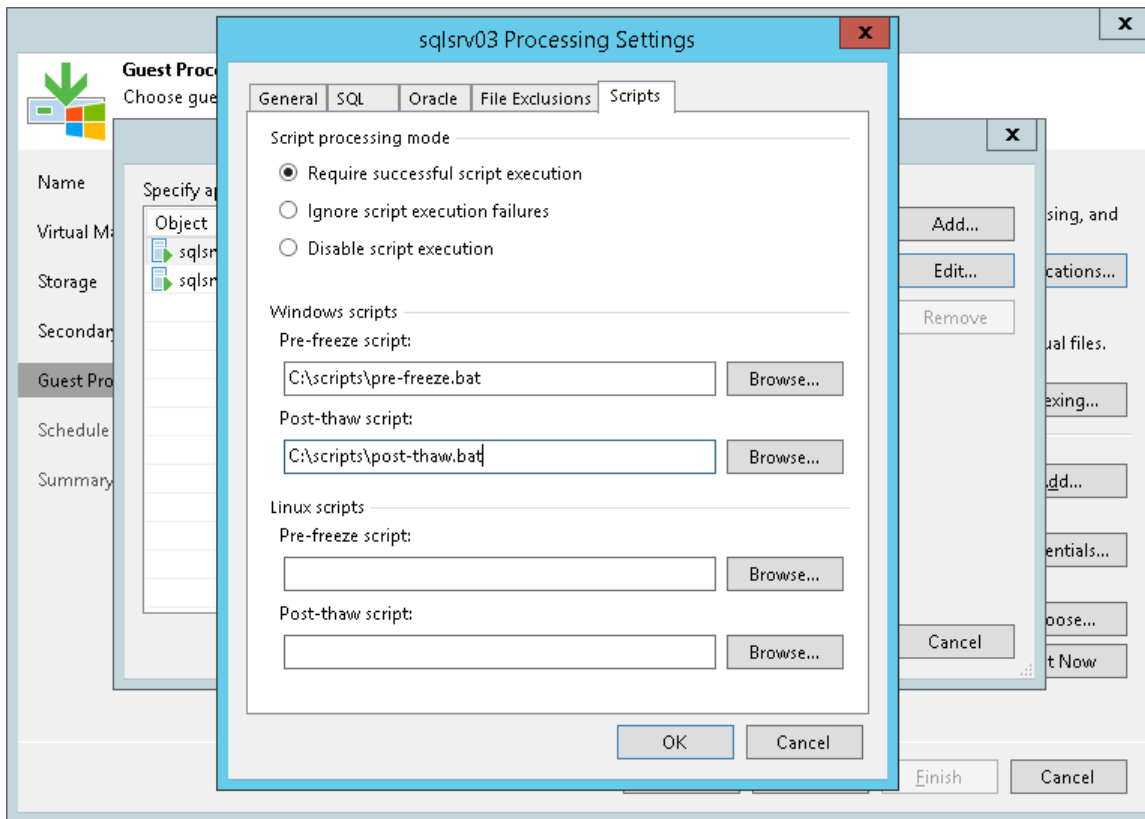 sqlsrv03 Processing Settings
X
X
Guest Proc
Choose gue
General
SQL
Oracle
File Exclusions
Scripts
X
Script processing mode
Require successful script execution
Ignore script execution failures
Disable script execution
Name
Virtual Ma
Storage
Secondar
Guest Pro
Schedule
Summary
Specify ap
Object
sqlsr
sqlsr
Windows scripts
Pre-freeze script:
C:\scripts\pre-freeze.bat
Browse...
Post-thaw script:
C:\scripts\post-thaw.bat
Browse...
Linux scripts
Pre-freeze script:
Browse...
Post-thaw script:
Browse...
OK
Cancel
Add...
Edit...
Remove
Cancel
sing, and
cations...
ual files.
exing...
dd...
entials...
oose...
t Now
Finish
Cancel